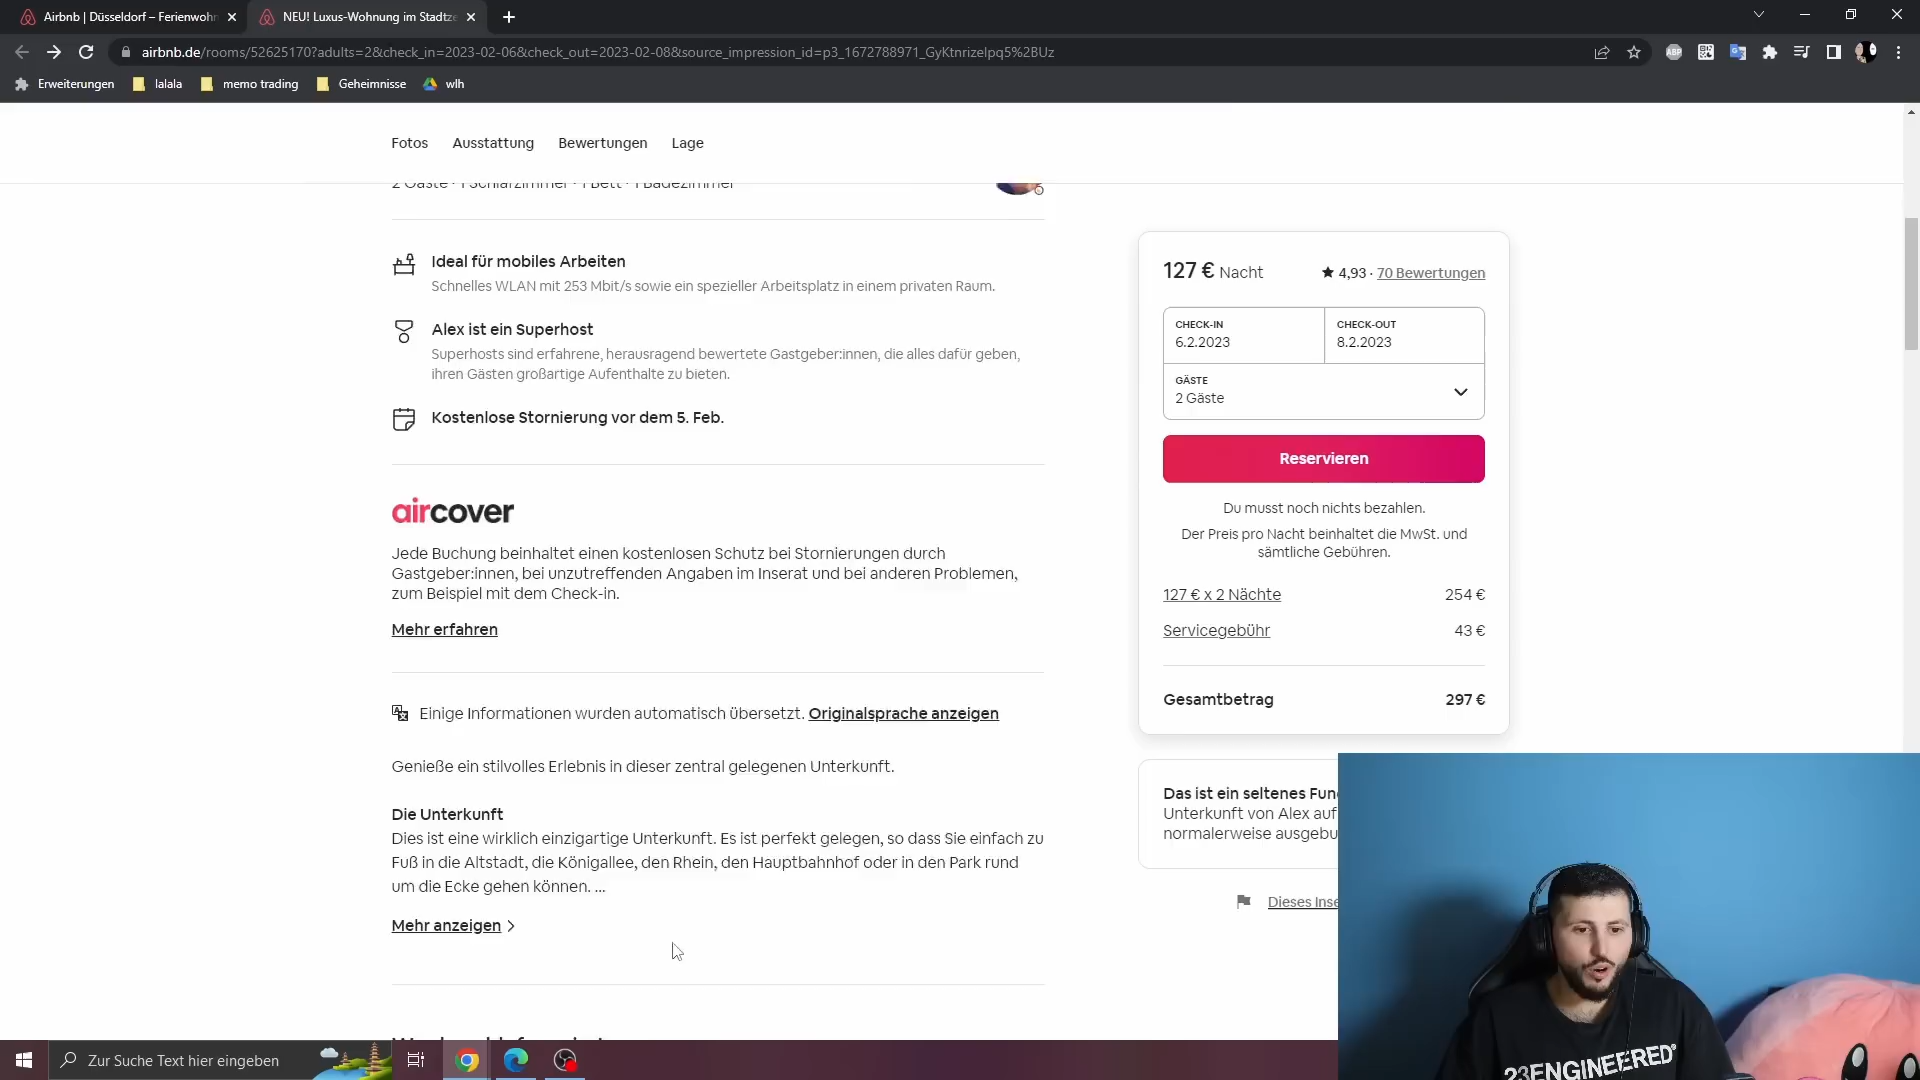 Airbnb | Düsseldorf – Ferienwohn
NEU! Luxus-Wohnung im Stadtze
airbnb.de/rooms/52625170?adults=2&check_in=2023-02-06&check_out=2023-02-08&source_impression_id=p3_1672788971_GyKtnrizelpq5%2BUz
ABP
Erweiterungen
lalala
memo trading
Geheimnisse
wlh
Fotos
Ausstattung
Bewertungen
Lage
2 Gäste · 1 Schlafzimmer · 1 Bett · 1 Badezimmer
Ideal für mobiles Arbeiten
Schnelles WLAN mit 253 Mbit/s sowie ein spezieller Arbeitsplatz in einem privaten Raum.
Alex ist ein Superhost
Superhosts sind erfahrene, herausragend bewertete Gastgeber:innen, die alles dafür geben,
ihren Gästen großartige Aufenthalte zu bieten.
Kostenlose Stornierung vor dem 5. Feb.
aircover
Jede Buchung beinhaltet einen kostenlosen Schutz bei Stornierungen durch
Gastgeber:innen, bei unzutreffenden Angaben im Inserat und bei anderen Problemen,
zum Beispiel mit dem Check-in.
Mehr erfahren
Einige Informationen wurden automatisch übersetzt. Originalsprache anzeigen
Genieße ein stilvolles Erlebnis in dieser zentral gelegenen Unterkunft.
Die Unterkunft
Dies ist eine wirklich einzigartige Unterkunft. Es ist perfekt gelegen, so dass Sie einfach zu
Fuß in die Altstadt, die Königallee, den Rhein, den Hauptbahnhof oder in den Park rund
um die Ecke gehen können. ...
Mehr anzeigen
127 € Nacht
4,93 · 70 Bewertungen
CHECK-IN
6.2.2023
CHECK-OUT
8.2.2023
GÄSTE
2 Gäste
Reservieren
Du musst noch nichts bezahlen.
Der Preis pro Nacht beinhaltet die MwSt. und
sämtliche Gebühren.
127 € x 2 Nächte 254 €
Servicegebühr 43 €
Gesamtbetrag 297 €
Das ist ein seltenes Fun
Unterkunft von Alex auf
normalerweise ausgebu
Dieses Inse
23ENGINEERED
Zur Suche Text hier eingeben